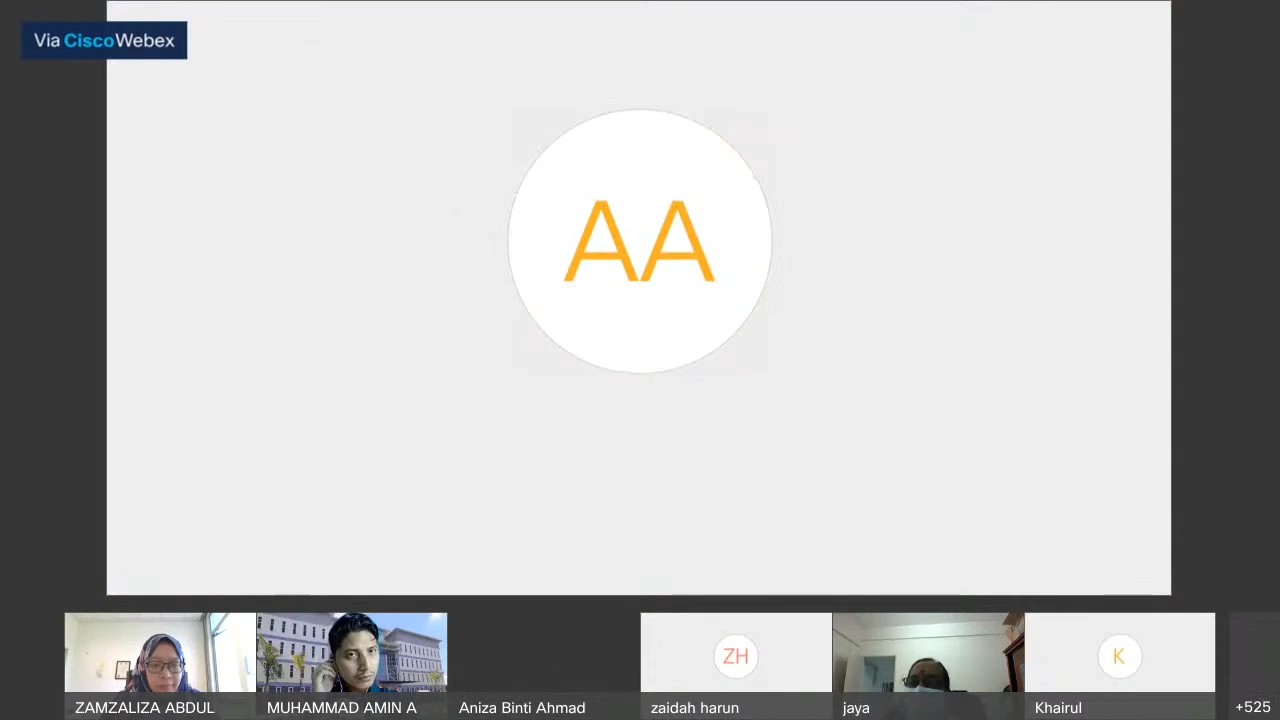 Via CiscoWebex
AA
ZH
K
ZAMZALIZA ABDUL
MUHAMMAD AMIN A
Aniza Binti Ahmad
zaidah harun
jaya
Khairul
+525